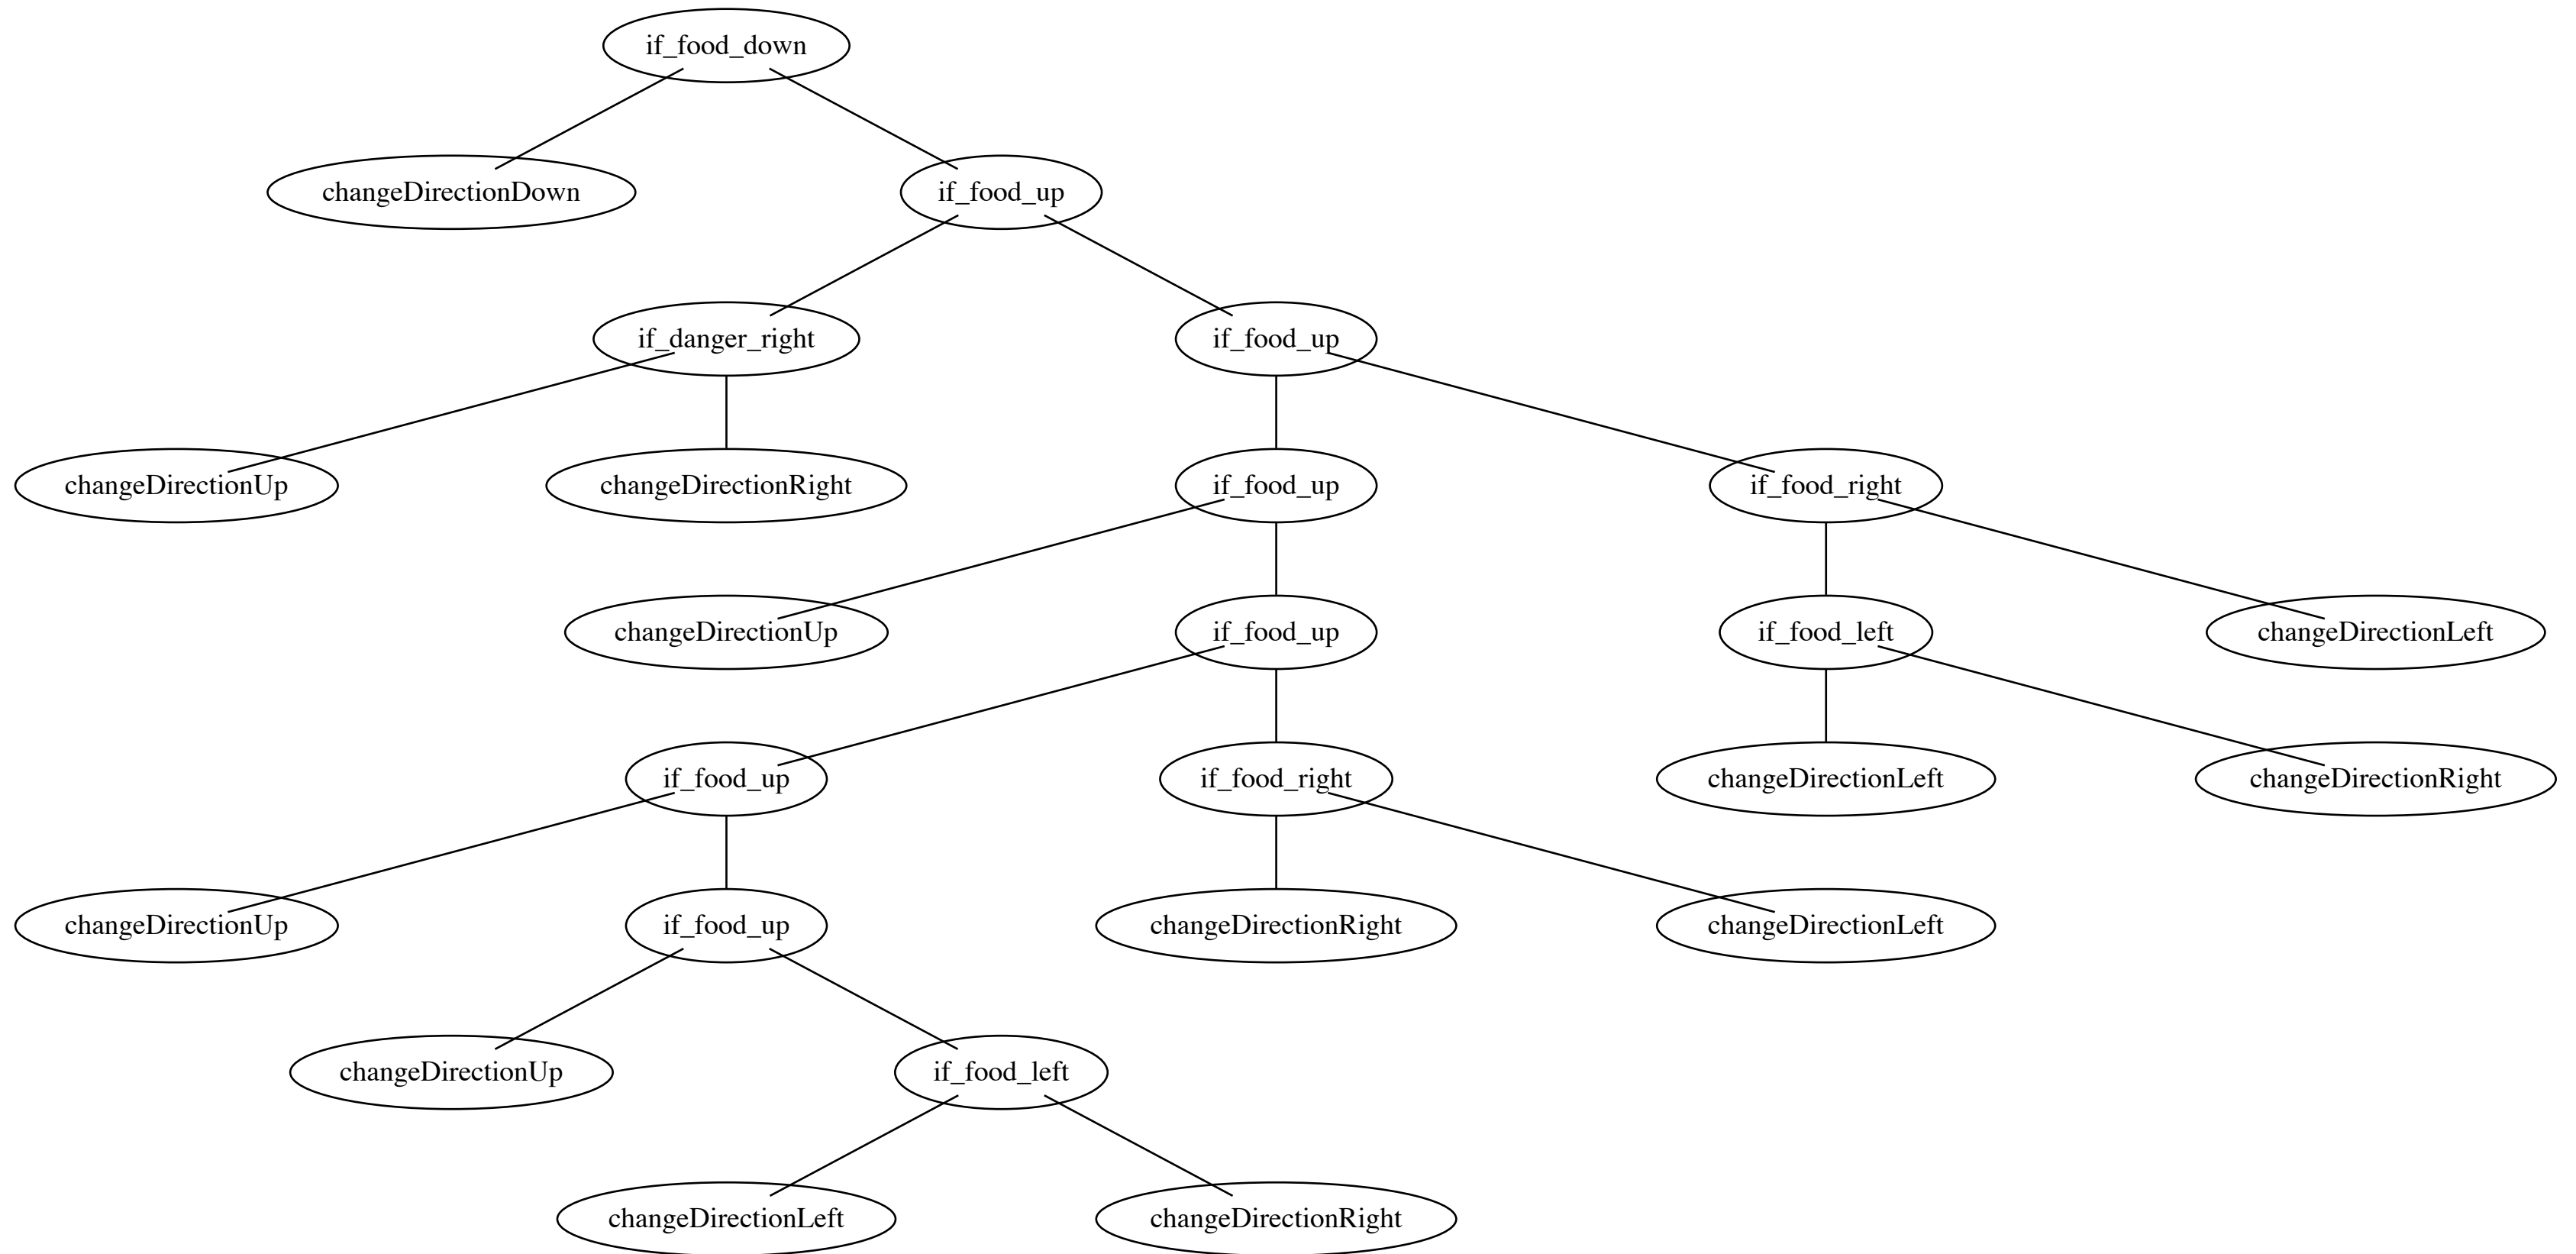 if_food_down
changeDirectionDown
if_food_up
if_danger_right
if_food_up
changeDirectionUp
changeDirectionRight
if_food_up
if_food_right
changeDirectionUp
if_food_up
if_food_left
changeDirectionLeft
if_food_up
if_food_right
changeDirectionLeft
changeDirectionRight
changeDirectionUp
if_food_up
changeDirectionRight
changeDirectionLeft
changeDirectionUp
if_food_left
changeDirectionLeft
changeDirectionRight